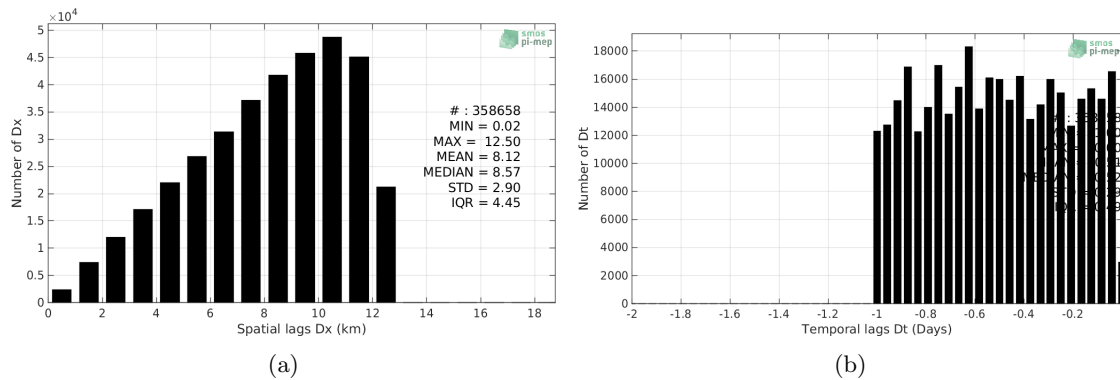 ×10⁴
5
4.5
4
3.5
3
2.5
2
1.5
1
0.5
0
Number of Dx
smos
pi-mep
# : 358658
MIN = 0.02
MAX = 12.50
MEAN = 8.12
MEDIAN = 8.57
STD = 2.90
IQR = 4.45
0 2 4 6 8 10 12 14 16 18
Spatial lags Dx (km)
(a)
18000
16000
14000
12000
10000
8000
6000
4000
2000
0
Number of Dt
smos
pi-mep
-2 -1.8 -1.6 -1.4 -1.2 -1 -0.8 -0.6 -0.4 -0.2
Temporal lags Dt (Days)
(b)